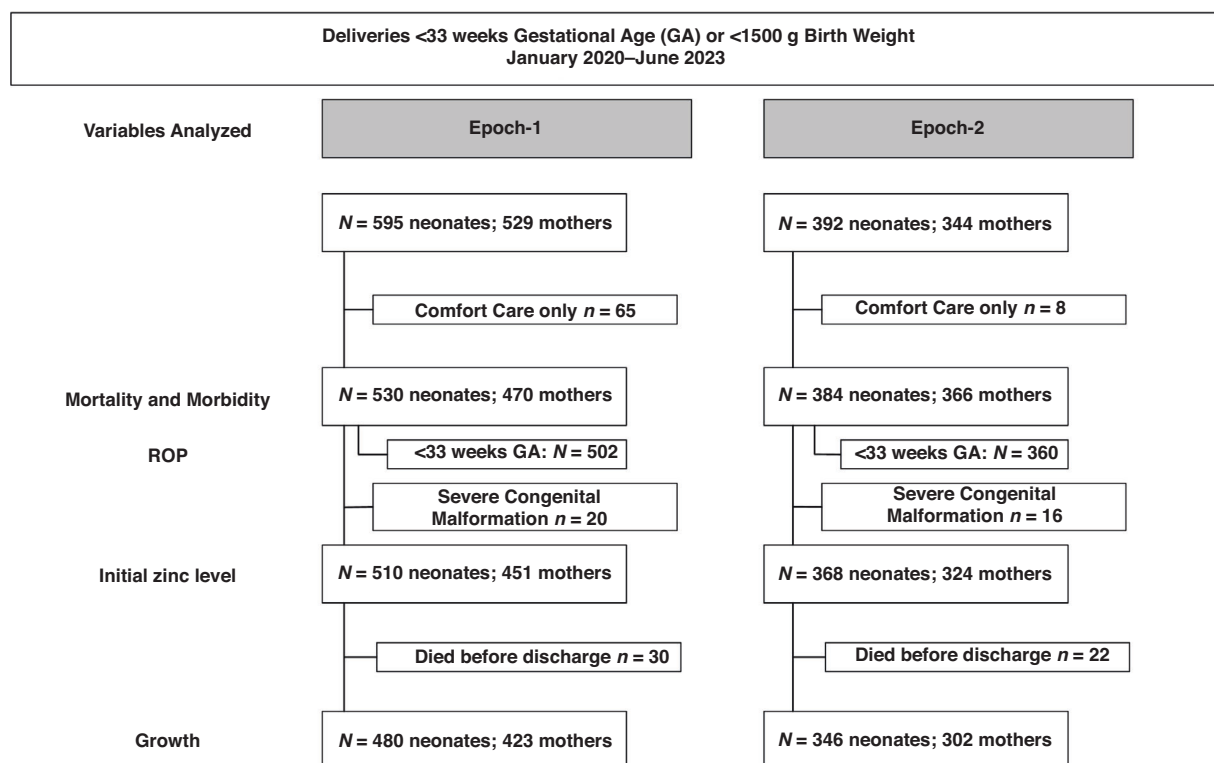 Deliveries <33 weeks Gestational Age (GA) or <1500 g Birth Weight
January 2020–June 2023
Variables Analyzed
Epoch-1
Epoch-2
N = 595 neonates; 529 mothers
N = 392 neonates; 344 mothers
Comfort Care only n = 65
Comfort Care only n = 8
Mortality and Morbidity
N = 530 neonates; 470 mothers
N = 384 neonates; 366 mothers
ROP
<33 weeks GA: N = 502
<33 weeks GA: N = 360
Severe Congenital
Malformation n = 20
Severe Congenital
Malformation n = 16
Initial zinc level
N = 510 neonates; 451 mothers
N = 368 neonates; 324 mothers
Died before discharge n = 30
Died before discharge n = 22
Growth
N = 480 neonates; 423 mothers
N = 346 neonates; 302 mothers